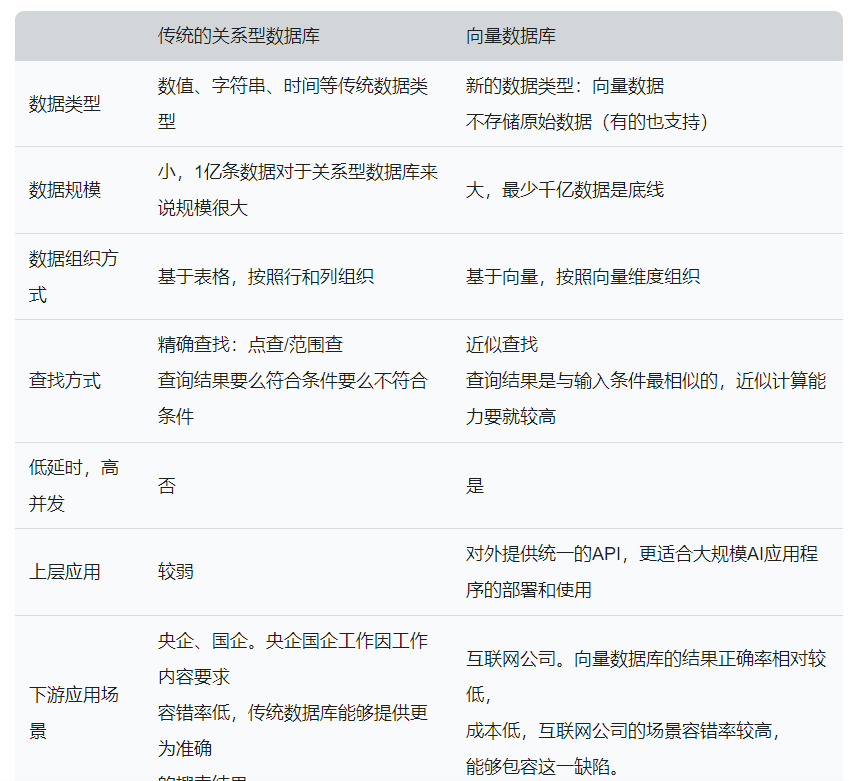 传统的关系型数据库
向量数据库
数据类型
数值、字符串、时间等传统数据类
型
新的数据类型：向量数据
不存储原始数据（有的也支持）
数据规模
小，1亿条数据对于关系型数据库来
说规模很大
大，最少千亿数据是底线
数据组织方
式
基于表格，按照行和列组织
基于向量，按照向量维度组织
查找方式
精确查找：点查/范围查
查询结果要么符合条件要么不符合
条件
近似查找
查询结果是与输入条件最相似的，近似计算能
力要就较高
低延时，高
并发
否
是
上层应用
较弱
对外提供统一的API，更适合大规模AI应用程
序的部署和使用
下游应用场
景
央企、国企。央企国企工作因工作
内容要求
容错率低，传统数据库能够提供更
为准确
的搜索结果
互联网公司。向量数据库的结果正确率相对较
低，
成本低，互联网公司的场景容错率较高，
能够包容这一缺陷。